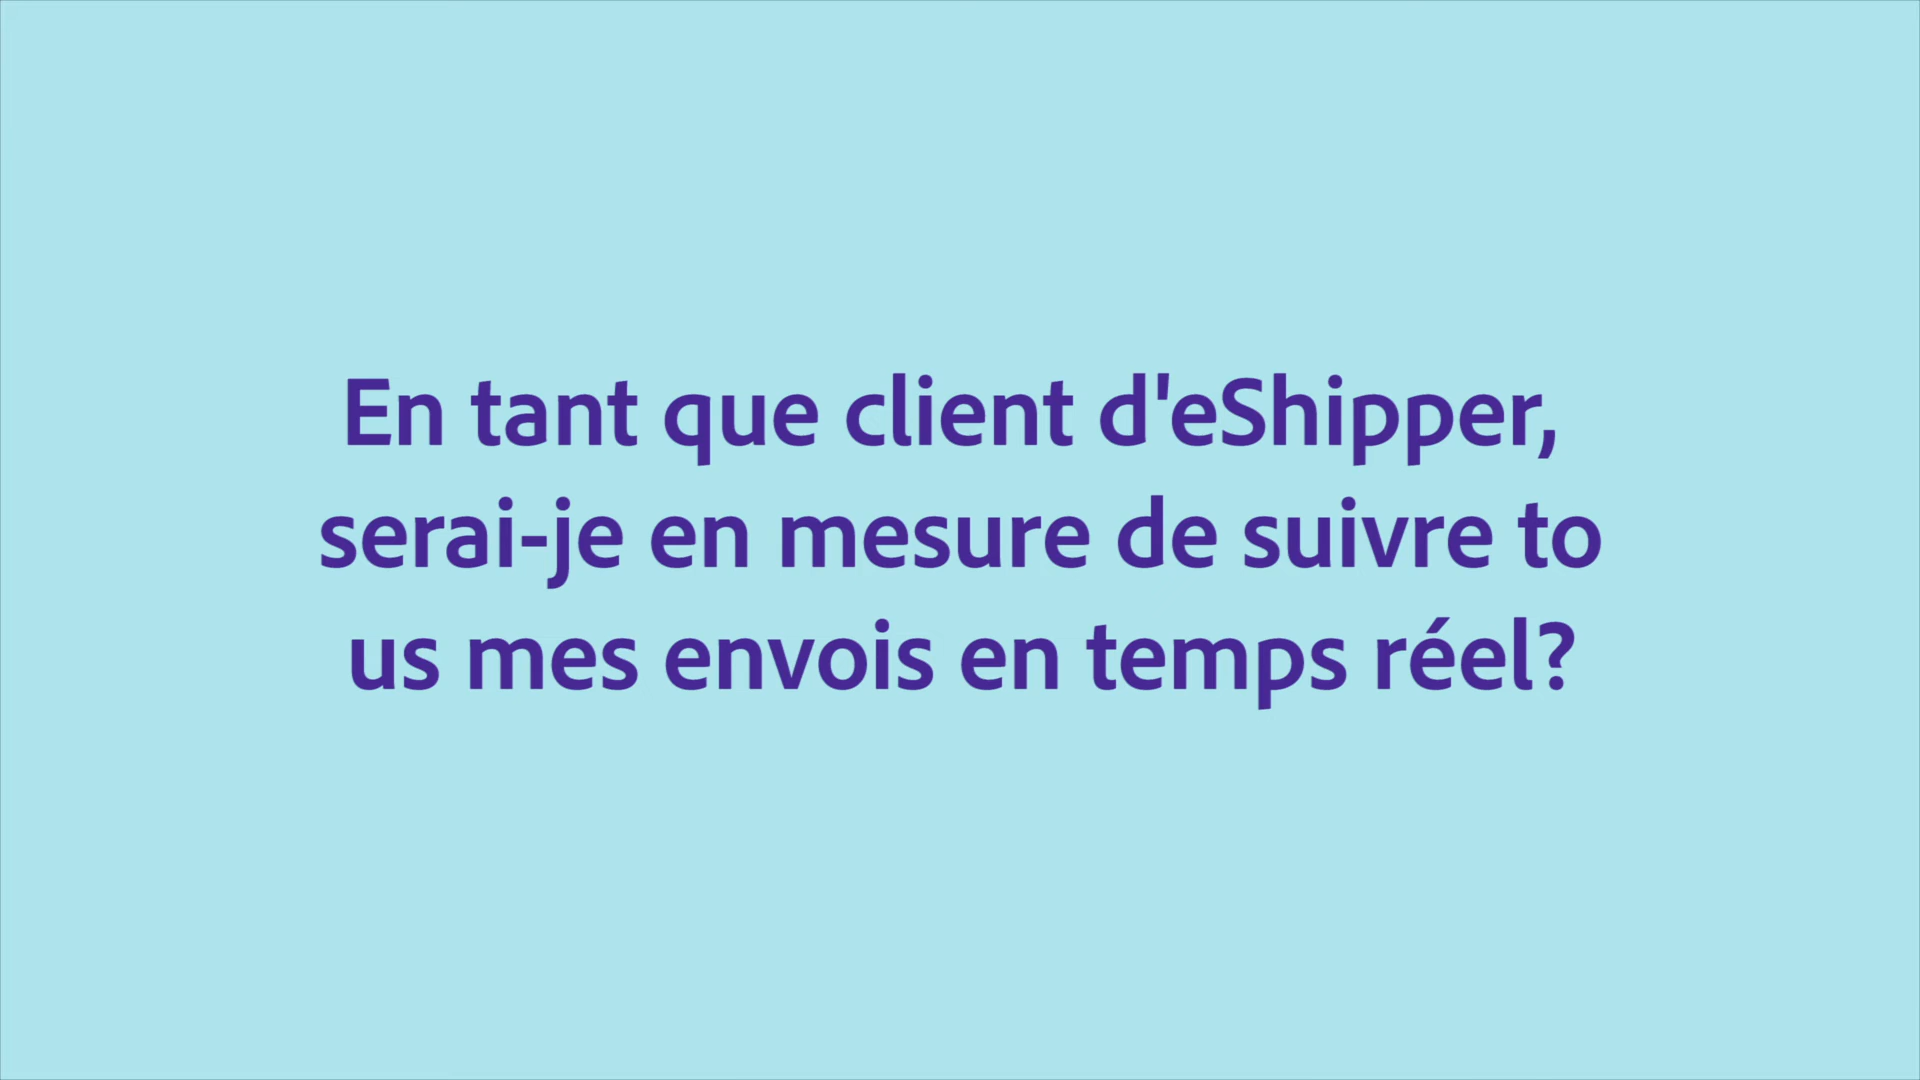 En tant que client d'eShipper,
serai-je en mesure de suivre to
us mes envois en temps réel?